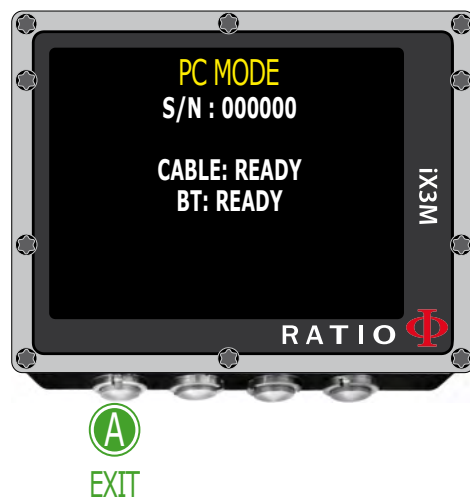 PC MODE
S/N : 000000
CABLE: READY
BT: READY
iX3M
RATIO
A
EXIT